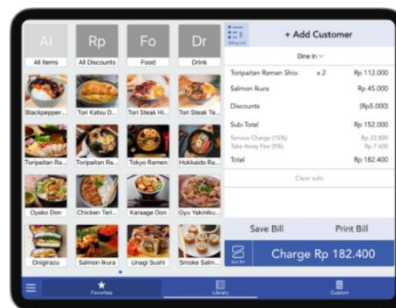 AI
Rp
Fo
Dr
All Items
All Discounts
Food
Drink
Blackpepper...
Tori Katsu D...
Tori Steak Hi...
Tori Steak Te...
Toripaitan Ra...
Toripaitan Ra...
Tokyo Ramen
Hokkaido Ra...
Oyako Don
Chicken Teri...
Karaage Don
Gyu Yakiniku...
Onigirazu
Salmon Ikura
Unagi Sushi
Smoke Salm...
Favorites
Library
Custom
+ Add Customer
Dine in
Toripaitan Ramen Shio x 2 Rp 112.000
Salmon Ikura Rp 45.000
Discounts (Rp5.000)
Sub-Total Rp 152.000
Service Charge (15%) Rp 22.800
Take Away Fee (5%) Rp 7.600
Total Rp 182.400
Clear sale
Save Bill
Print Bill
Charge Rp 182.400